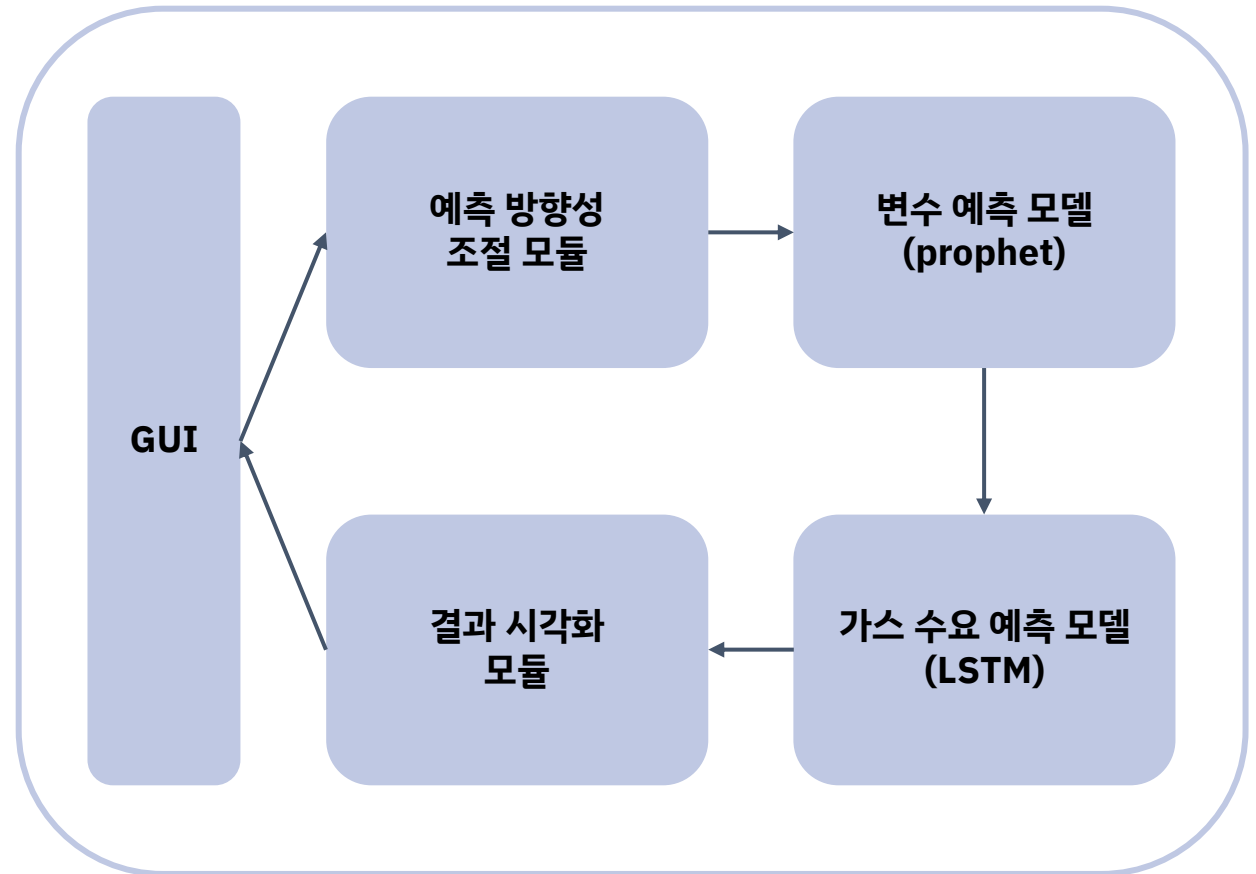 GUI
예측 방향성
조절 모듈
변수 예측 모델
(prophet)
결과 시각화
모듈
가스 수요 예측 모델
(LSTM)